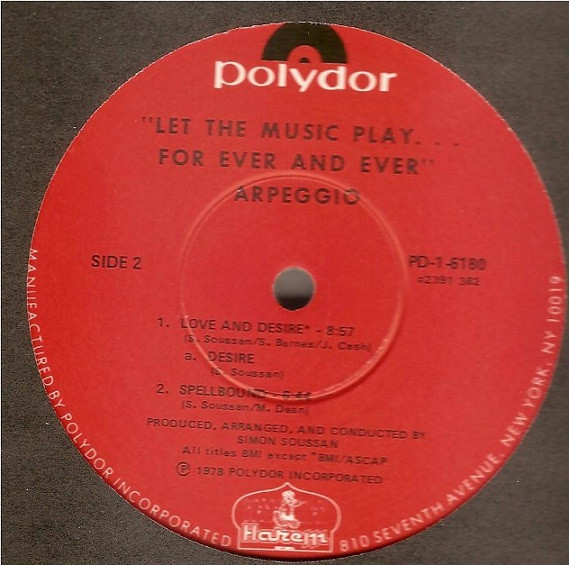 polydor
"LET THE MUSIC PLAY. . .
FOR EVER AND EVER"
ARPEGGIO
SIDE 2
PD-1-6180
#2391 382
1. LOVE AND DESIRE* - 8:57
(S. Soussan/S. Barnes/J. Cash)
a. DESIRE
(S. Soussan)
2. SPELLBOUND - 6:44
(S. Soussan/M. Dean)
PRODUCED, ARRANGED, AND CONDUCTED BY
SIMON SOUSSAN
All titles BMI except *BMI/ASCAP
℗ 1978 POLYDOR INCORPORATED
Harem
MANUFACTURED BY POLYDOR INCORPORATED
810 SEVENTH AVENUE, NEW YORK, NY 10019